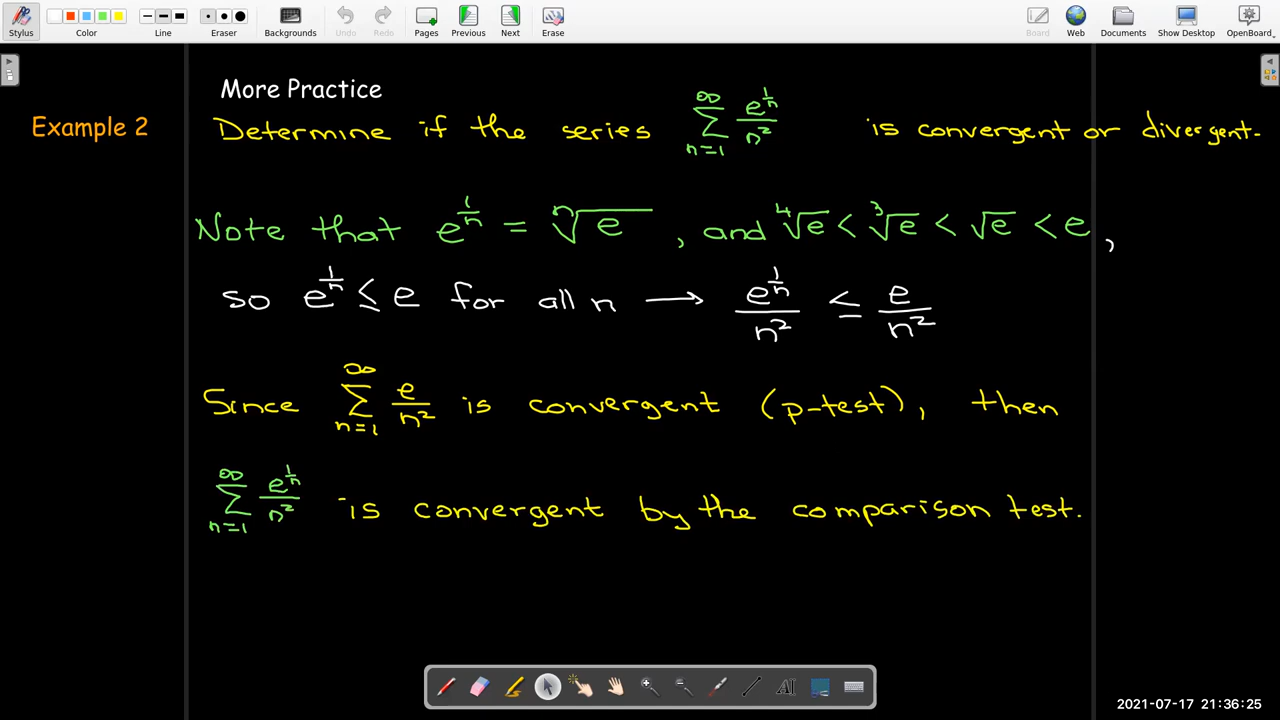 Stylus Color Line Eraser Backgrounds Undo Redo Pages Previous Next Erase Board Web Documents Show Desktop OpenBoard
More Practice
Example 2 Determine if the series ∑_{n=1}^{∞} e^{1/n}/n² is convergent or divergent.
Note that e^{1/n} = ⁿ√e , and ⁴√e < ³√e < √e < e ,
so e^{1/n} ≤ e for all n ⟶ e^{1/n}/n² ≤ e/n²
Since ∑_{n=1}^{∞} e/n² is convergent (p-test), then
∑_{n=1}^{∞} e^{1/n}/n² is convergent by the comparison test.
AI
2021-07-17 21:36:25